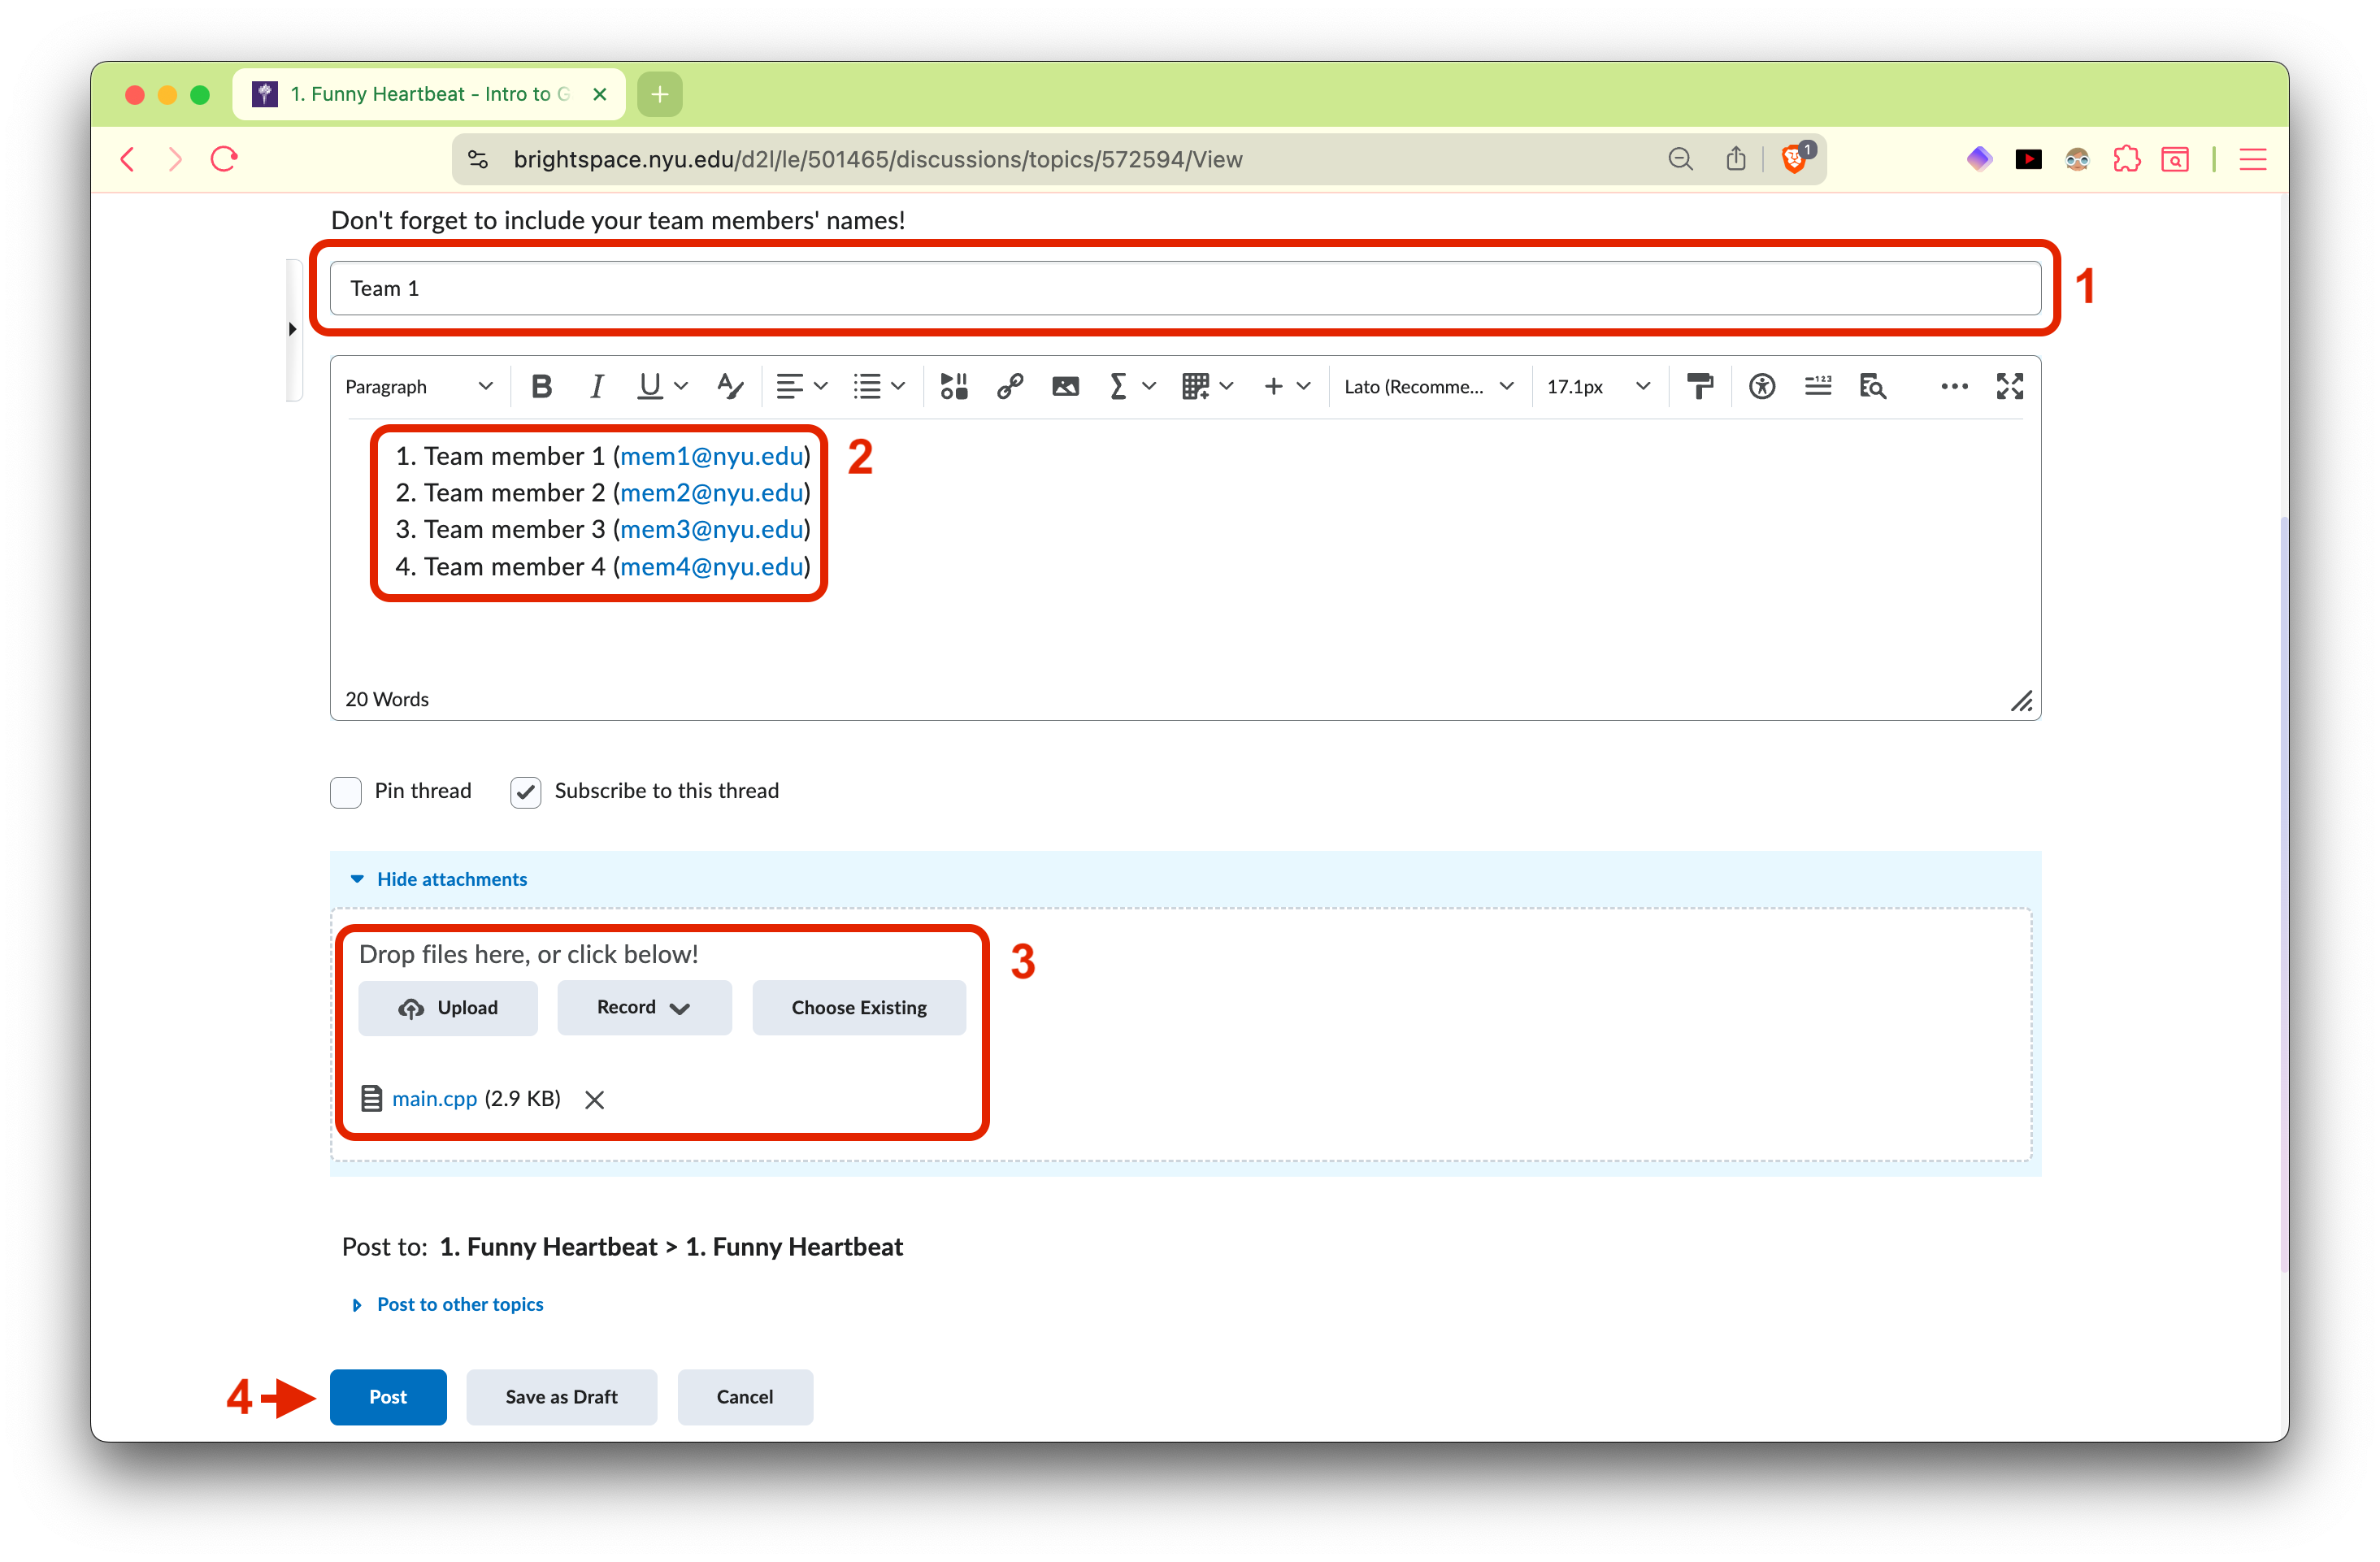 1. Funny Heartbeat - Intro to G
brightspace.nyu.edu/d2l/le/501465/discussions/topics/572594/View
1
Don't forget to include your team members' names!
Team 1
1
Paragraph
B I U A
Lato (Recomme...
17.1px
1. Team member 1 (mem1@nyu.edu)
2
2. Team member 2 (mem2@nyu.edu)
3. Team member 3 (mem3@nyu.edu)
4. Team member 4 (mem4@nyu.edu)
20 Words
Pin thread
Subscribe to this thread
Hide attachments
Drop files here, or click below!
3
Upload
Record
Choose Existing
main.cpp (2.9 KB)
Post to: 1. Funny Heartbeat > 1. Funny Heartbeat
Post to other topics
4
Post
Save as Draft
Cancel